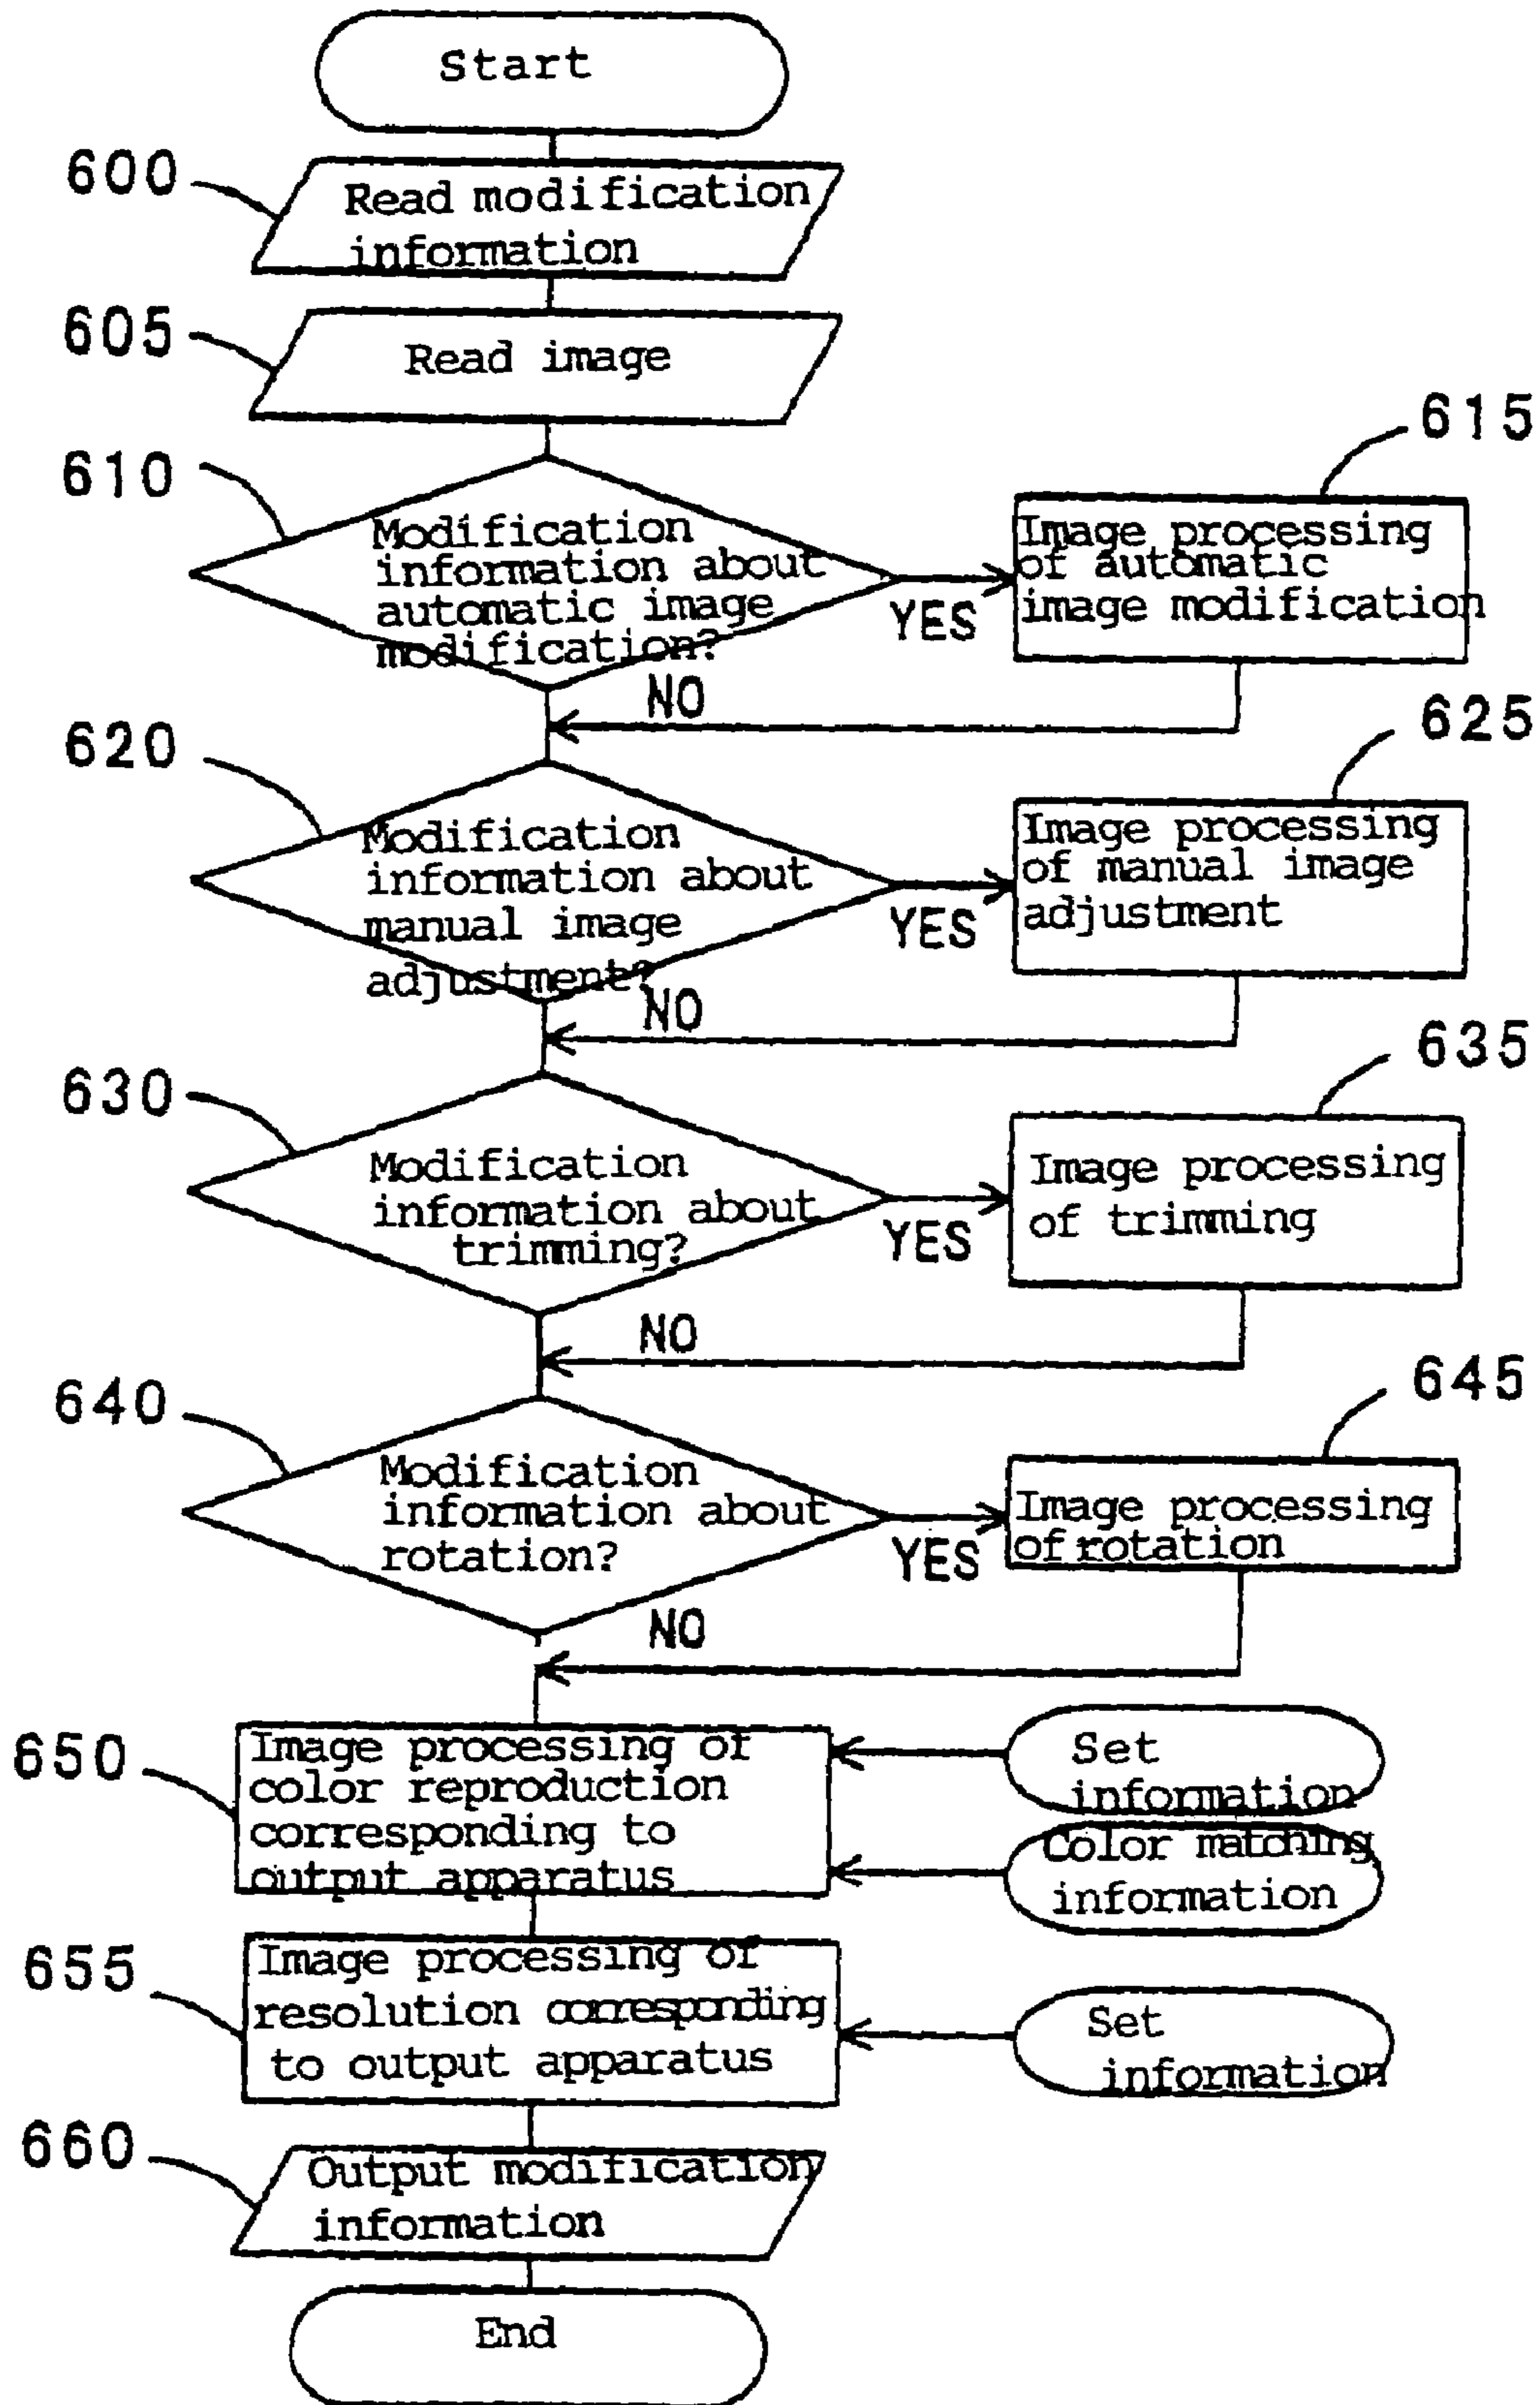 Start
600
Read modification
information
605
Read image
610
Modification
information about
automatic image
modification?
YES
615
Image processing
of automatic
image modification
NO
620
Modification
information about
manual image
adjustment?
YES
625
Image processing
of manual image
adjustment
NO
630
Modification
information about
trimming?
YES
635
Image processing
of trimming
NO
640
Modification
information about
rotation?
YES
645
Image processing
of rotation
NO
650
Image processing of
color reproduction
corresponding to
output apparatus
Set
information
Color matching
information
655
Image processing of
resolution corresponding
to output apparatus
Set
information
660
Output modification
information
End